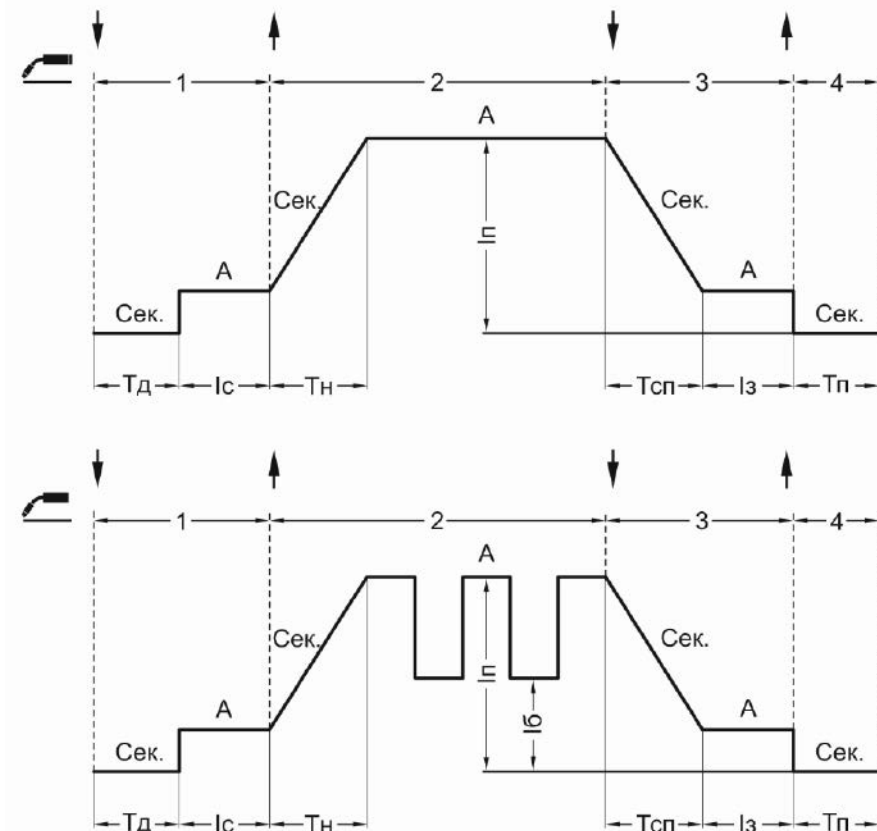 1 2 3 4
А
Сек. Iп Сек.
А А
Сек. Сек.
Tд Iс Tн Tсп Iз Tп
1 2 3 4
А
Сек. Iп Сек.
А Iб А
Сек. Сек.
Tд Iс Tн Tсп Iз Tп